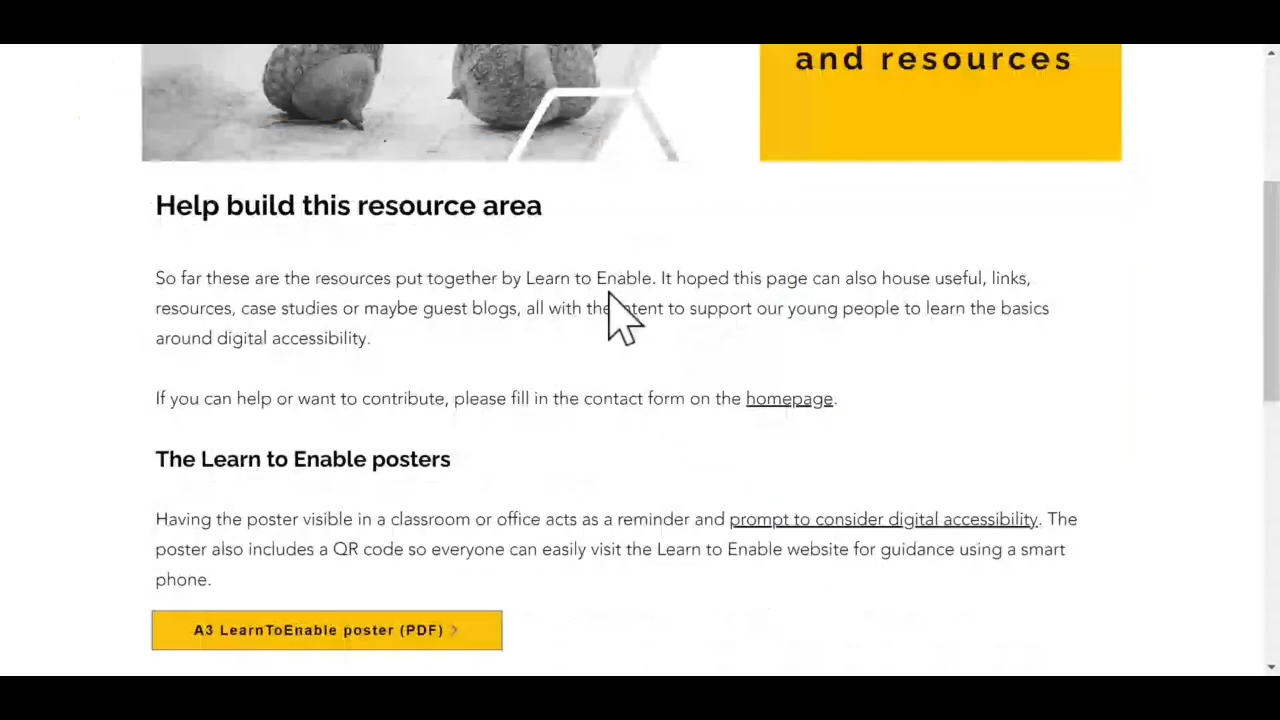 and resources
Help build this resource area
So far these are the resources put together by Learn to Enable. It hoped this page can also house useful, links,
resources, case studies or maybe guest blogs, all with the tent to support our young people to learn the basics
around digital accessibility.
If you can help or want to contribute, please fill in the contact form on the homepage.
The Learn to Enable posters
Having the poster visible in a classroom or office acts as a reminder and prompt to consider digital accessibility. The
poster also includes a QR code so everyone can easily visit the Learn to Enable website for guidance using a smart
phone.
A3 LearnToEnable poster (PDF) >